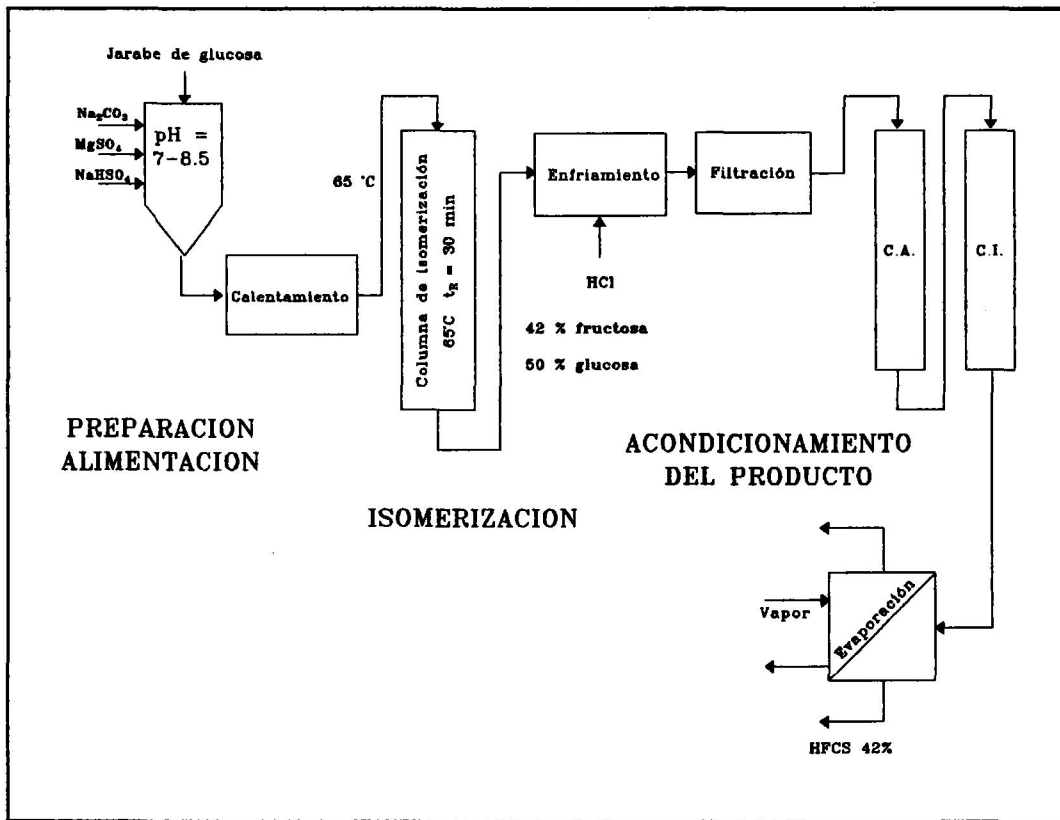 Jarabe de glucosa
Na₂CO₃
MgSO₄
NaHSO₄
pH =
7-8.5
Calentamiento
65 °C
Columna de isomerización
65°C tR = 30 min
Enfriamiento
HCl
42 % fructosa
50 % glucosa
Filtración
C.A.
C.I.
PREPARACION
ALIMENTACION
ISOMERIZACION
ACONDICIONAMIENTO
DEL PRODUCTO
Vapor
Evaporación
HFCS 42%